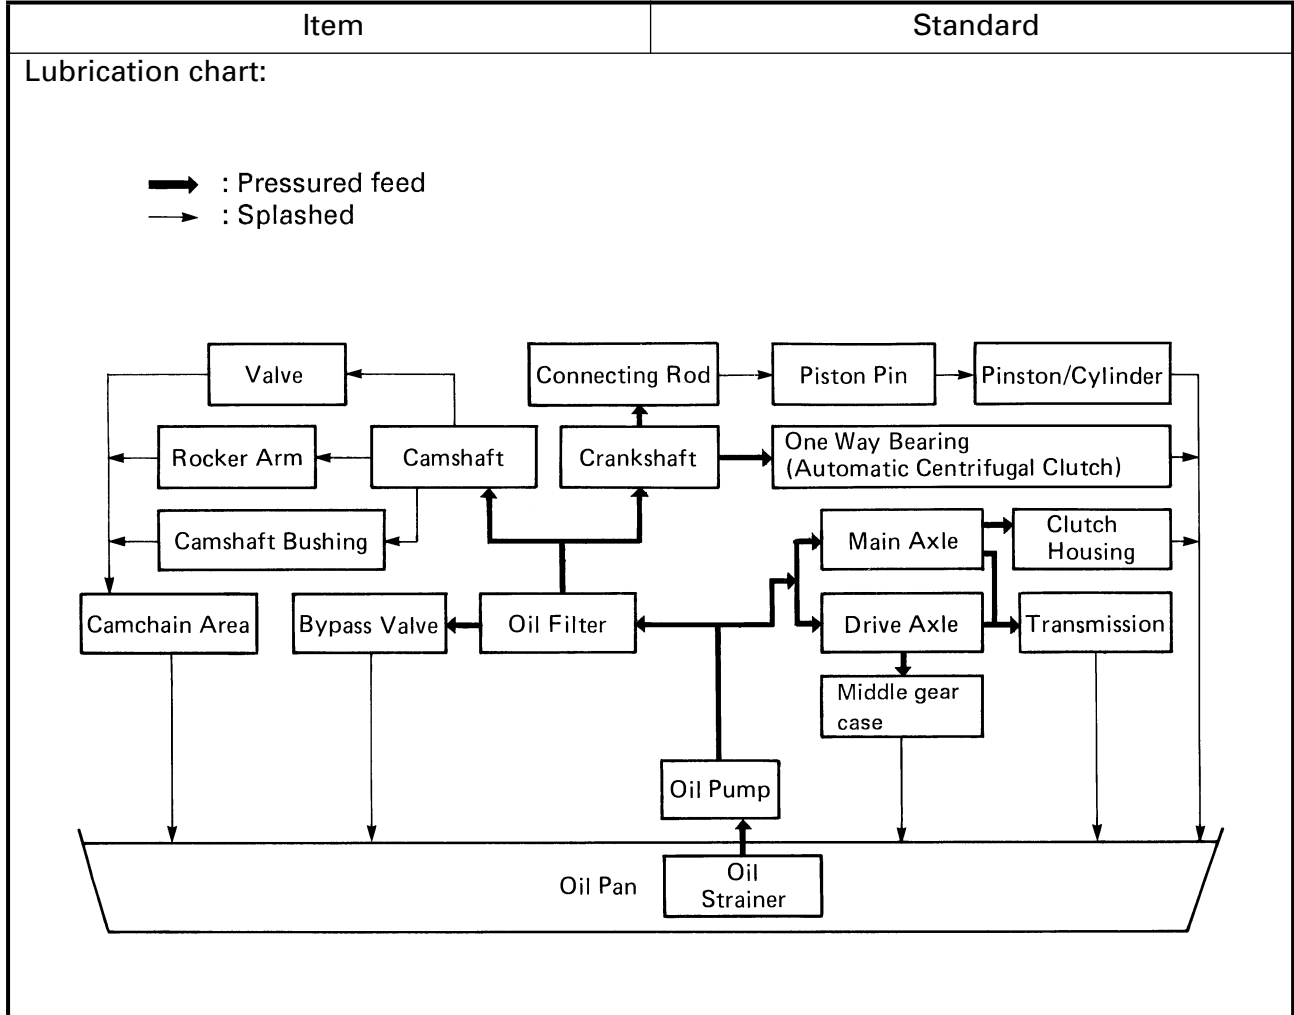 Item
Standard
Lubrication chart:
: Pressured feed
: Splashed
Valve
Connecting Rod
Piston Pin
Pinston/Cylinder
Rocker Arm
Camshaft
Crankshaft
One Way Bearing
(Automatic Centrifugal Clutch)
Camshaft Bushing
Main Axle
Clutch
Housing
Camchain Area
Bypass Valve
Oil Filter
Drive Axle
Transmission
Middle gear
case
Oil Pump
Oil Pan
Oil
Strainer